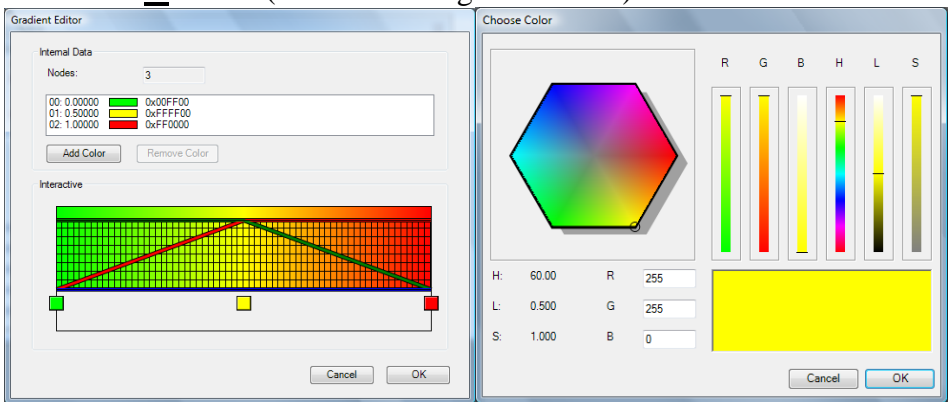 Gradient Editor
Internal Data
Nodes: 3
00: 0.00000 0x00FF00
01: 0.50000 0xFFFF00
02: 1.00000 0xFF0000
Add Color Remove Color
Interactive
Cancel OK
Choose Color
R G B H L S
H: 60.00 R 255
L: 0.500 G 255
S: 1.000 B 0
Cancel OK